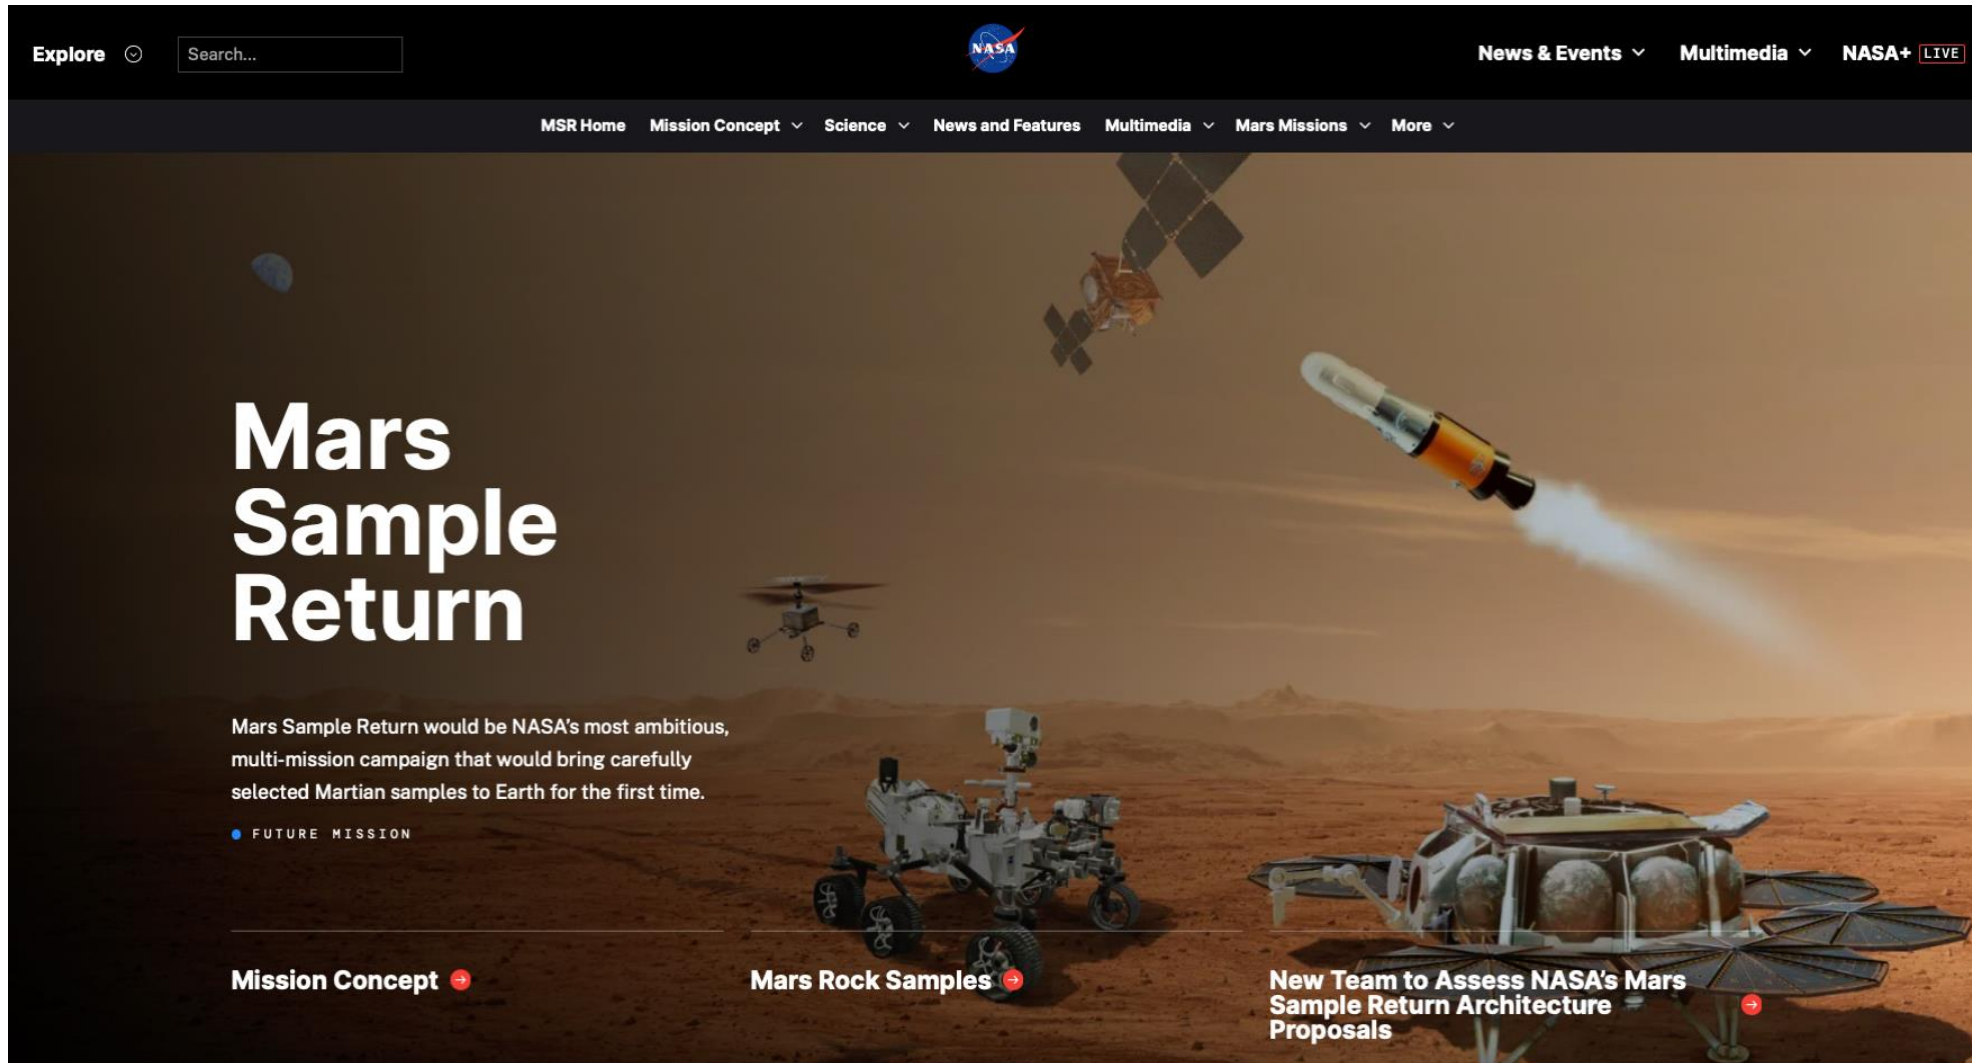 Explore
Search...
NASA
News & Events
Multimedia
NASA+ LIVE
MSR Home
Mission Concept
Science
News and Features
Multimedia
Mars Missions
More
Mars
Sample
Return
Mars Sample Return would be NASA’s most ambitious,
multi-mission campaign that would bring carefully
selected Martian samples to Earth for the first time.
FUTURE MISSION
Mission Concept
Mars Rock Samples
New Team to Assess NASA’s Mars
Sample Return Architecture
Proposals